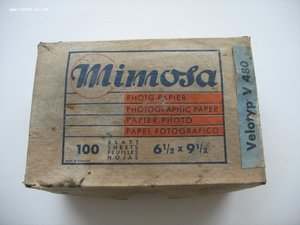 Mimosa
PHOTO-PAPIER
PHOTOGRAPHIC PAPER
PAPIER-PHOTO
PAPEL FOTOGRAFICO
100
BLATT
SHEETS
FEUILLES
HOJAS
6½ x 9½
Velotyp V 480